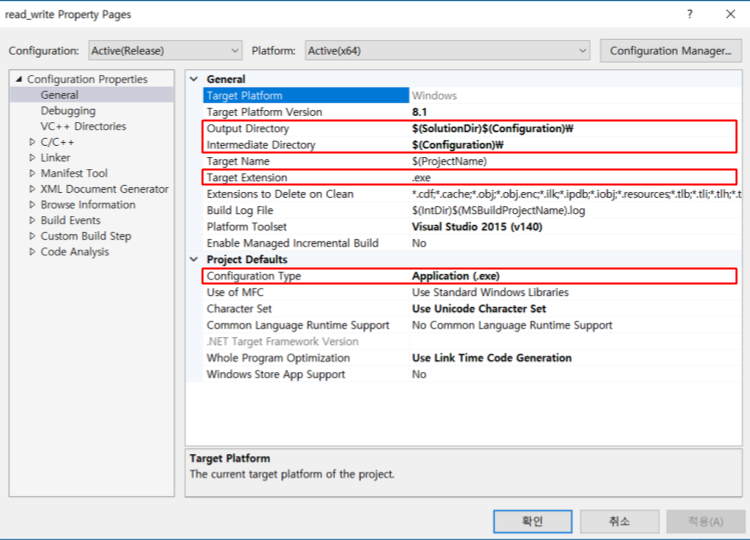 read_write Property Pages
? ×
Configuration: Active(Release) Platform: Active(x64) Configuration Manager...
Configuration Properties
General
Debugging
VC++ Directories
C/C++
Linker
Manifest Tool
XML Document Generator
Browse Information
Build Events
Custom Build Step
Code Analysis
General
Target Platform Windows
Target Platform Version 8.1
Output Directory $(SolutionDir)$(Configuration)₩
Intermediate Directory $(Configuration)₩
Target Name $(ProjectName)
Target Extension .exe
Extensions to Delete on Clean *.cdf;*.cache;*.obj;*.obj.enc;*.ilk;*.ipdb;*.iobj;*.resources;*.tlb;*.tli;*.tlh;*.t
Build Log File $(IntDir)$(MSBuildProjectName).log
Platform Toolset Visual Studio 2015 (v140)
Enable Managed Incremental Build No
Project Defaults
Configuration Type Application (.exe)
Use of MFC Use Standard Windows Libraries
Character Set Use Unicode Character Set
Common Language Runtime Support No Common Language Runtime Support
.NET Target Framework Version
Whole Program Optimization Use Link Time Code Generation
Windows Store App Support No
Target Platform
The current target platform of the project.
확인 취소 적용(A)